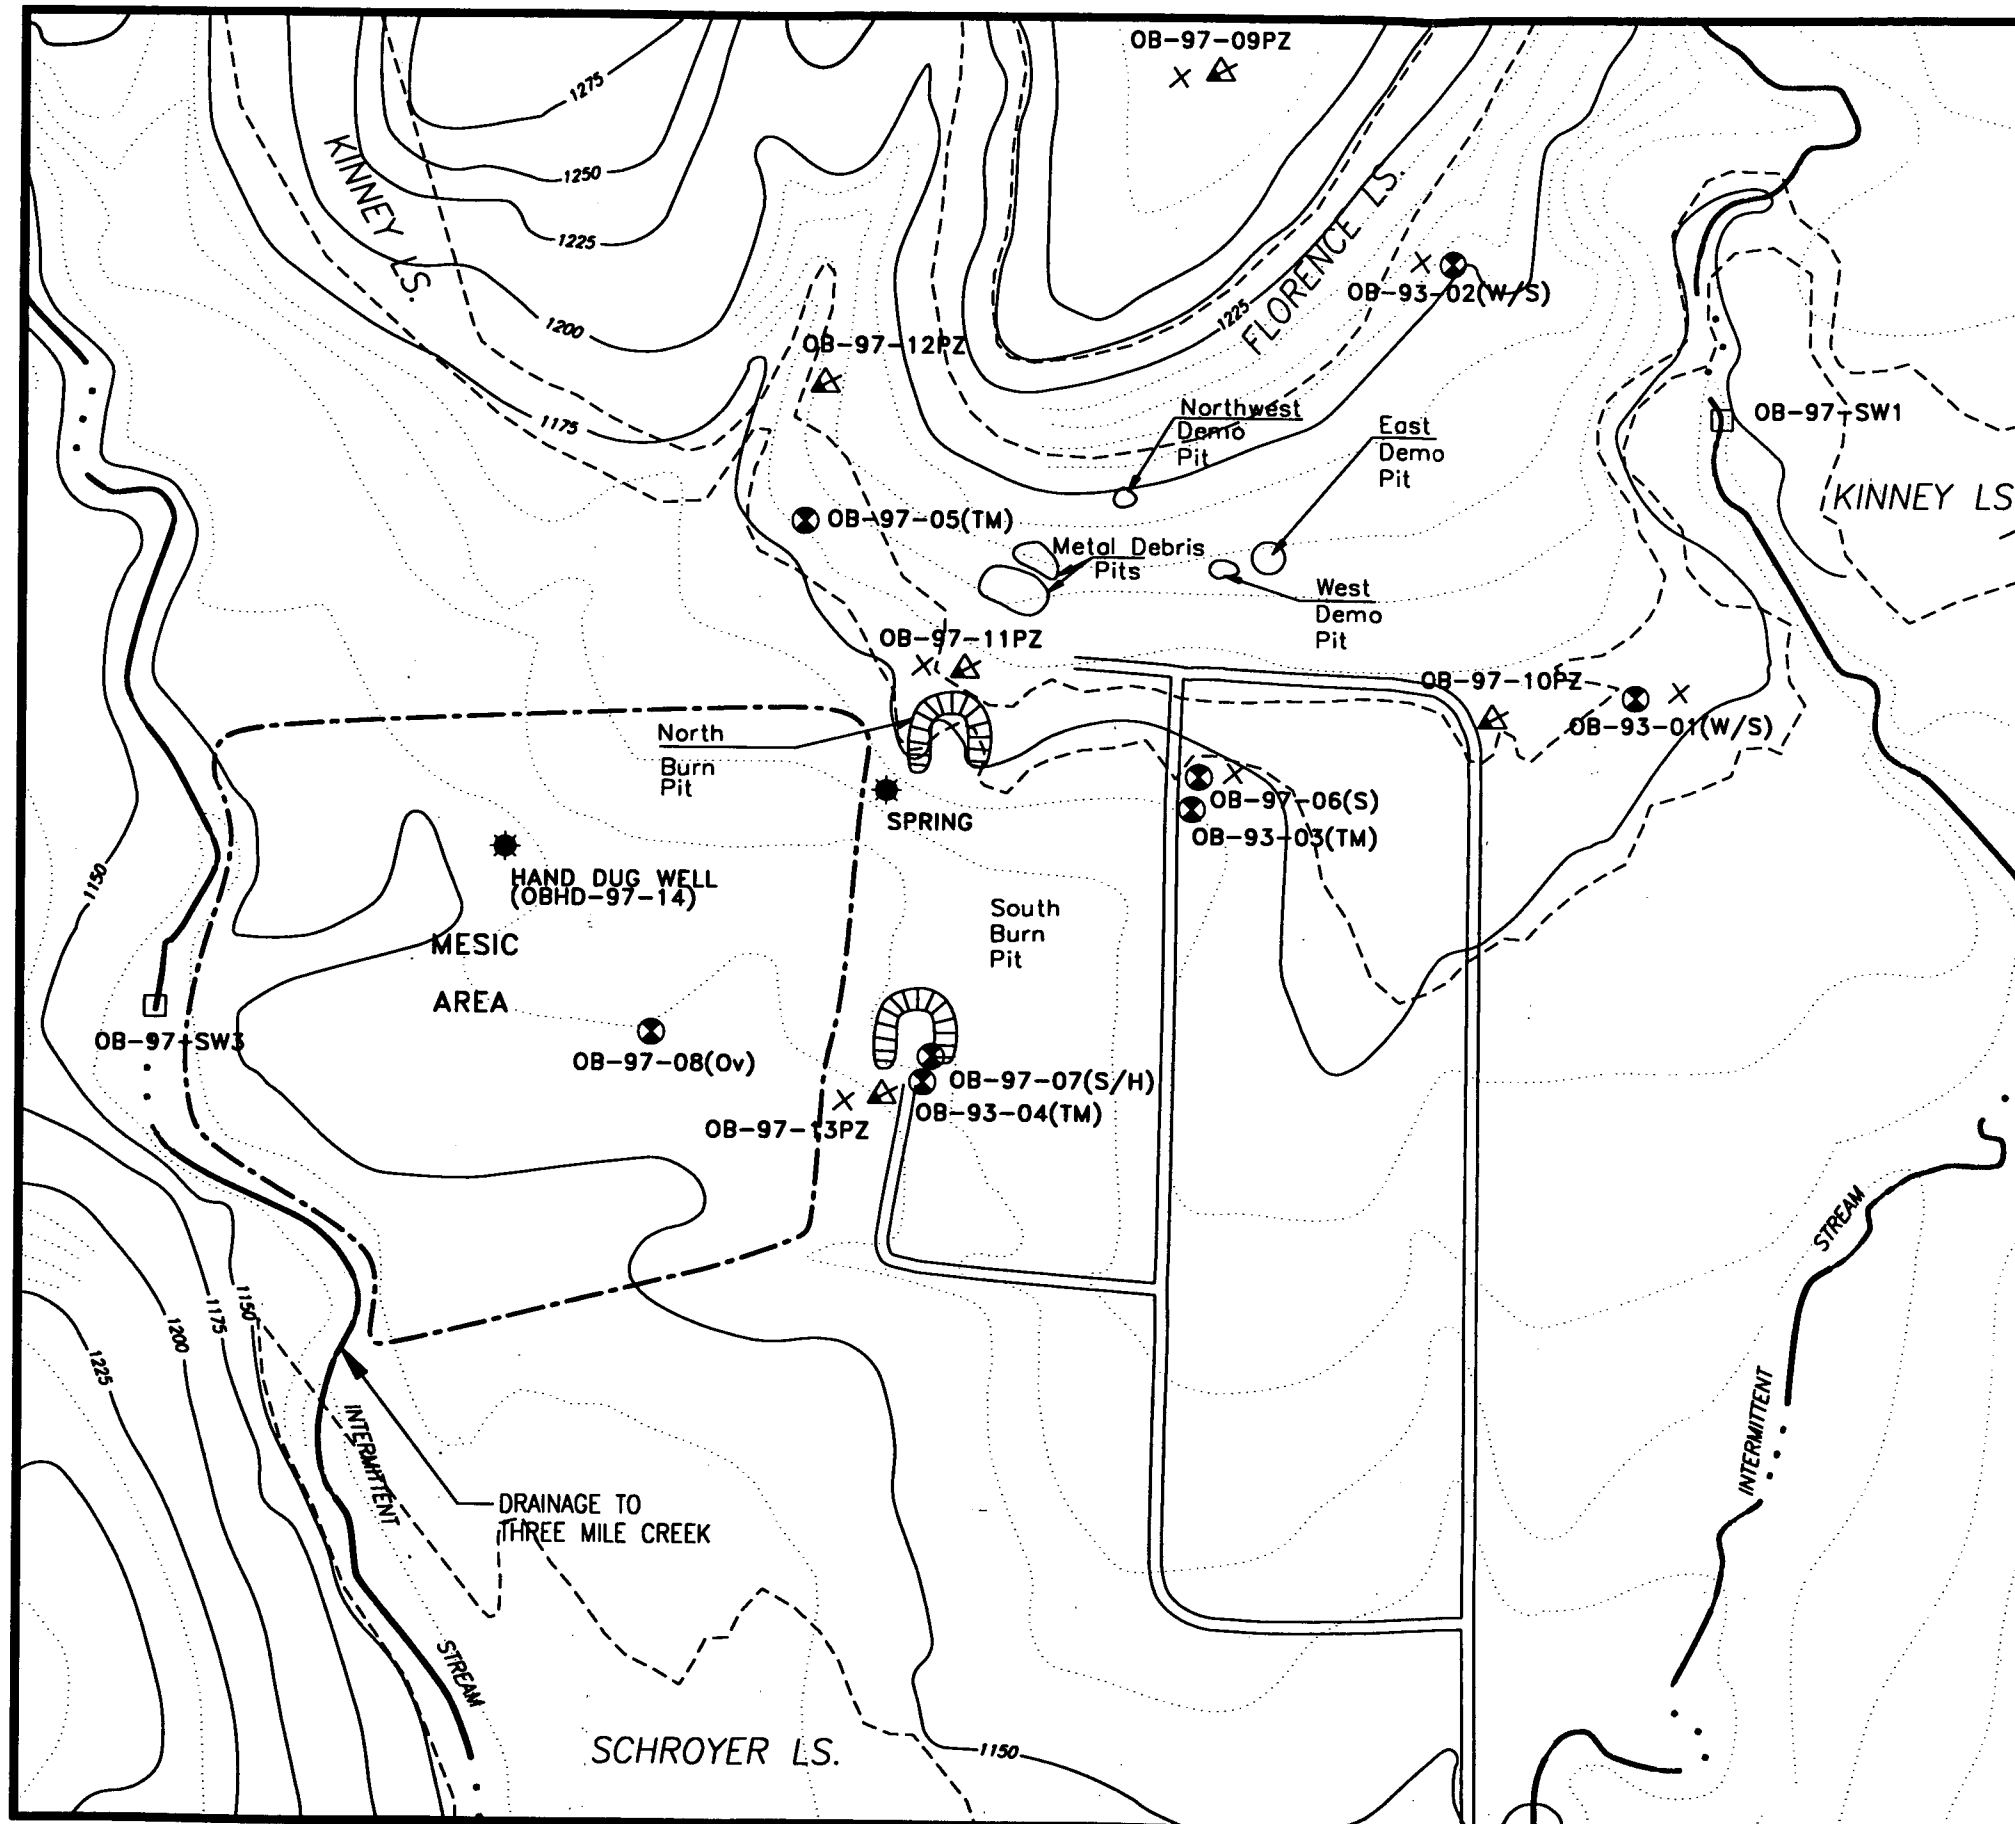 OB-97-09PZ
1275
KINNEY LS.
1250
1225
FLORENCE LS.
OB-93-02(W/S)
1225
1200
OB-97-12PZ
1175
Northwest
Demo
Pit
East
Demo
Pit
OB-97-SW1
KINNEY LS
OB-97-05(TM)
Metal Debris
Pits
West
Demo
Pit
OB-97-11PZ
OB-97-10PZ
OB-93-01(W/S)
North
Burn
Pit
SPRING
OB-97-06(S)
OB-93-03(TM)
1150
HAND DUG WELL
(OBHD-97-14)
MESIC
AREA
South
Burn
Pit
OB-97-SW3
OB-97-08(Ov)
OB-97-07(S/H)
OB-93-04(TM)
OB-97-13PZ
STREAM
INTERMITTENT
1150
1175
1200
1225
INTERMITTENT
STREAM
DRAINAGE TO
THREE MILE CREEK
SCHROYER LS.
1150